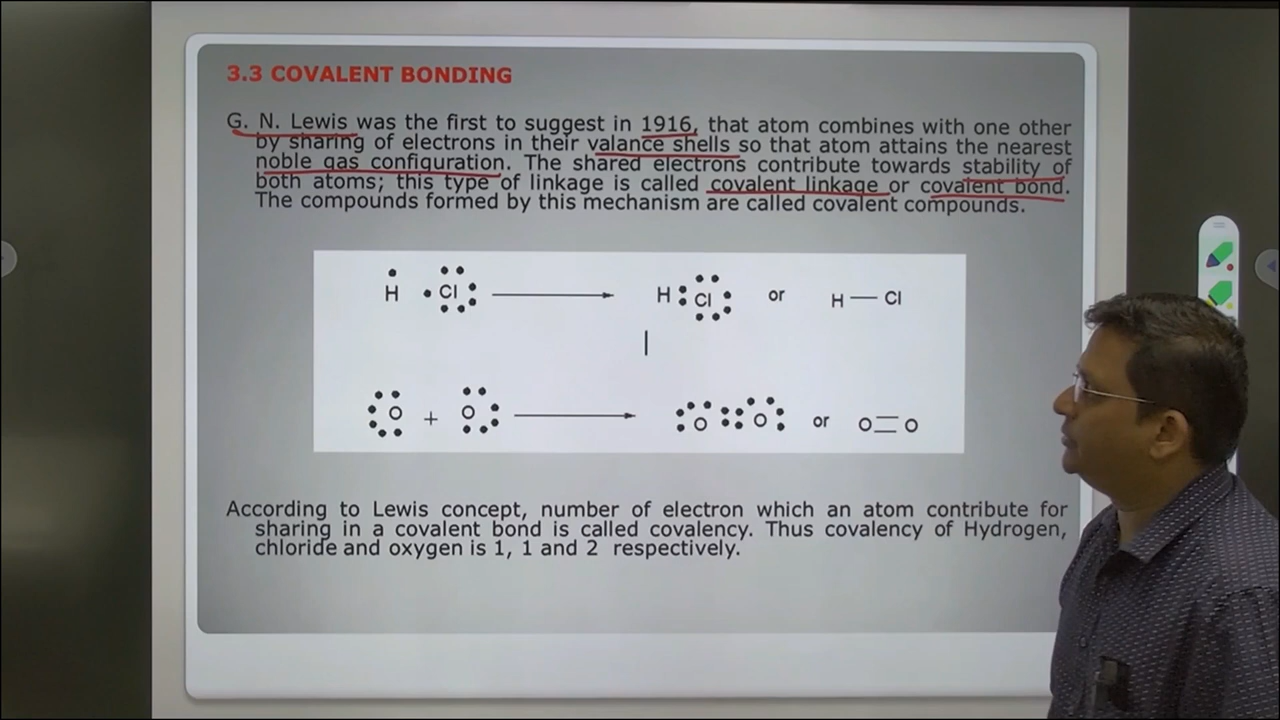 3.3 COVALENT BONDING
G. N. Lewis was the first to suggest in 1916, that atom combines with one other
by sharing of electrons in their valance shells so that atom attains the nearest
noble gas configuration. The shared electrons contribute towards stability of
both atoms; this type of linkage is called covalent linkage or covalent bond.
The compounds formed by this mechanism are called covalent compounds.
H Cl H Cl or H — Cl
O + O O O or O = O
According to Lewis concept, number of electron which an atom contribute for
sharing in a covalent bond is called covalency. Thus covalency of Hydrogen,
chloride and oxygen is 1, 1 and 2 respectively.